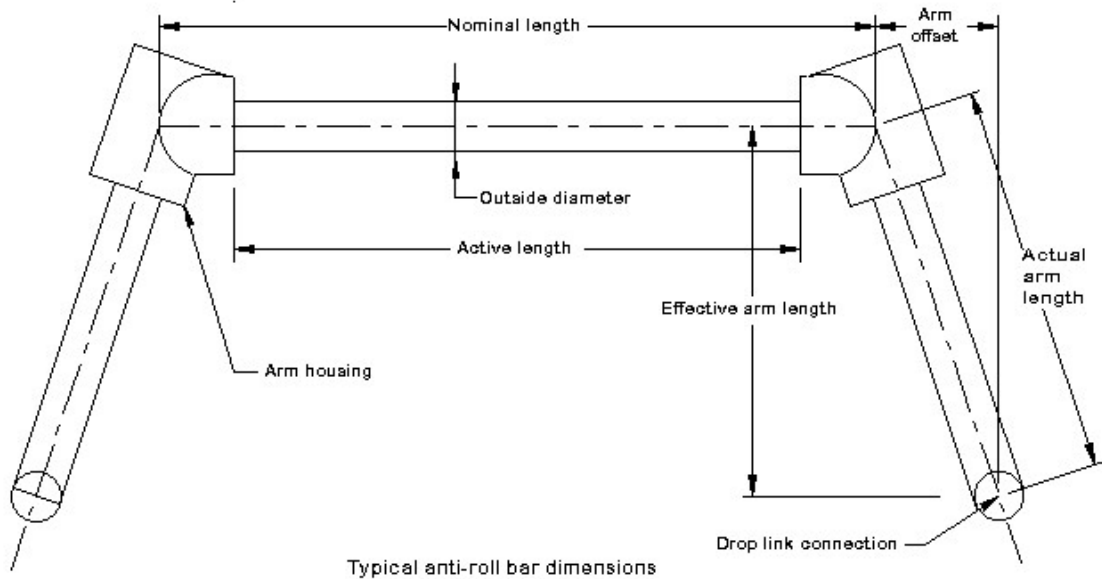 Nominal length
Arm
offset
Outside diameter
Active length
Actual
arm
length
Effective arm length
Arm housing
Drop link connection
Typical anti-roll bar dimensions